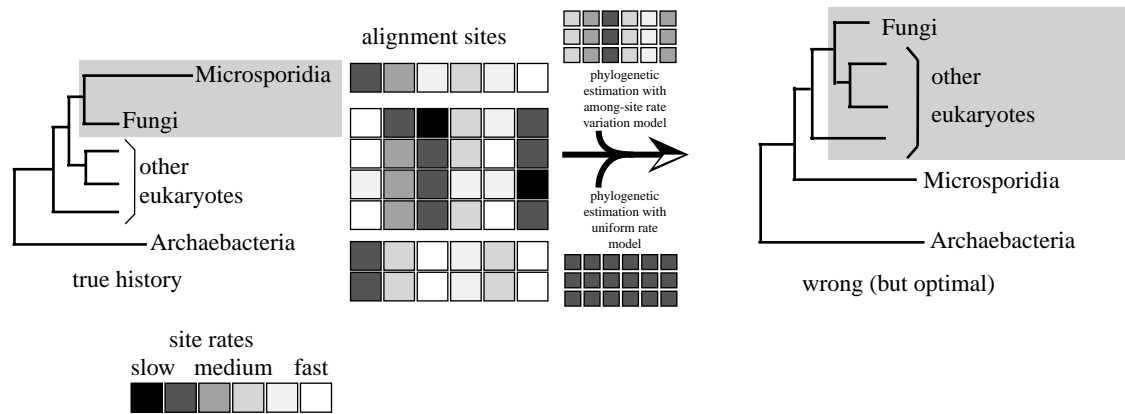 alignment sites
Microsporidia
Fungi
other
eukaryotes
Archaebacteria
true history
phylogenetic
estimation with
among-site rate
variation model
phylogenetic
estimation with
uniform rate
model
Fungi
other
eukaryotes
Microsporidia
Archaebacteria
wrong (but optimal)
site rates
slow medium fast